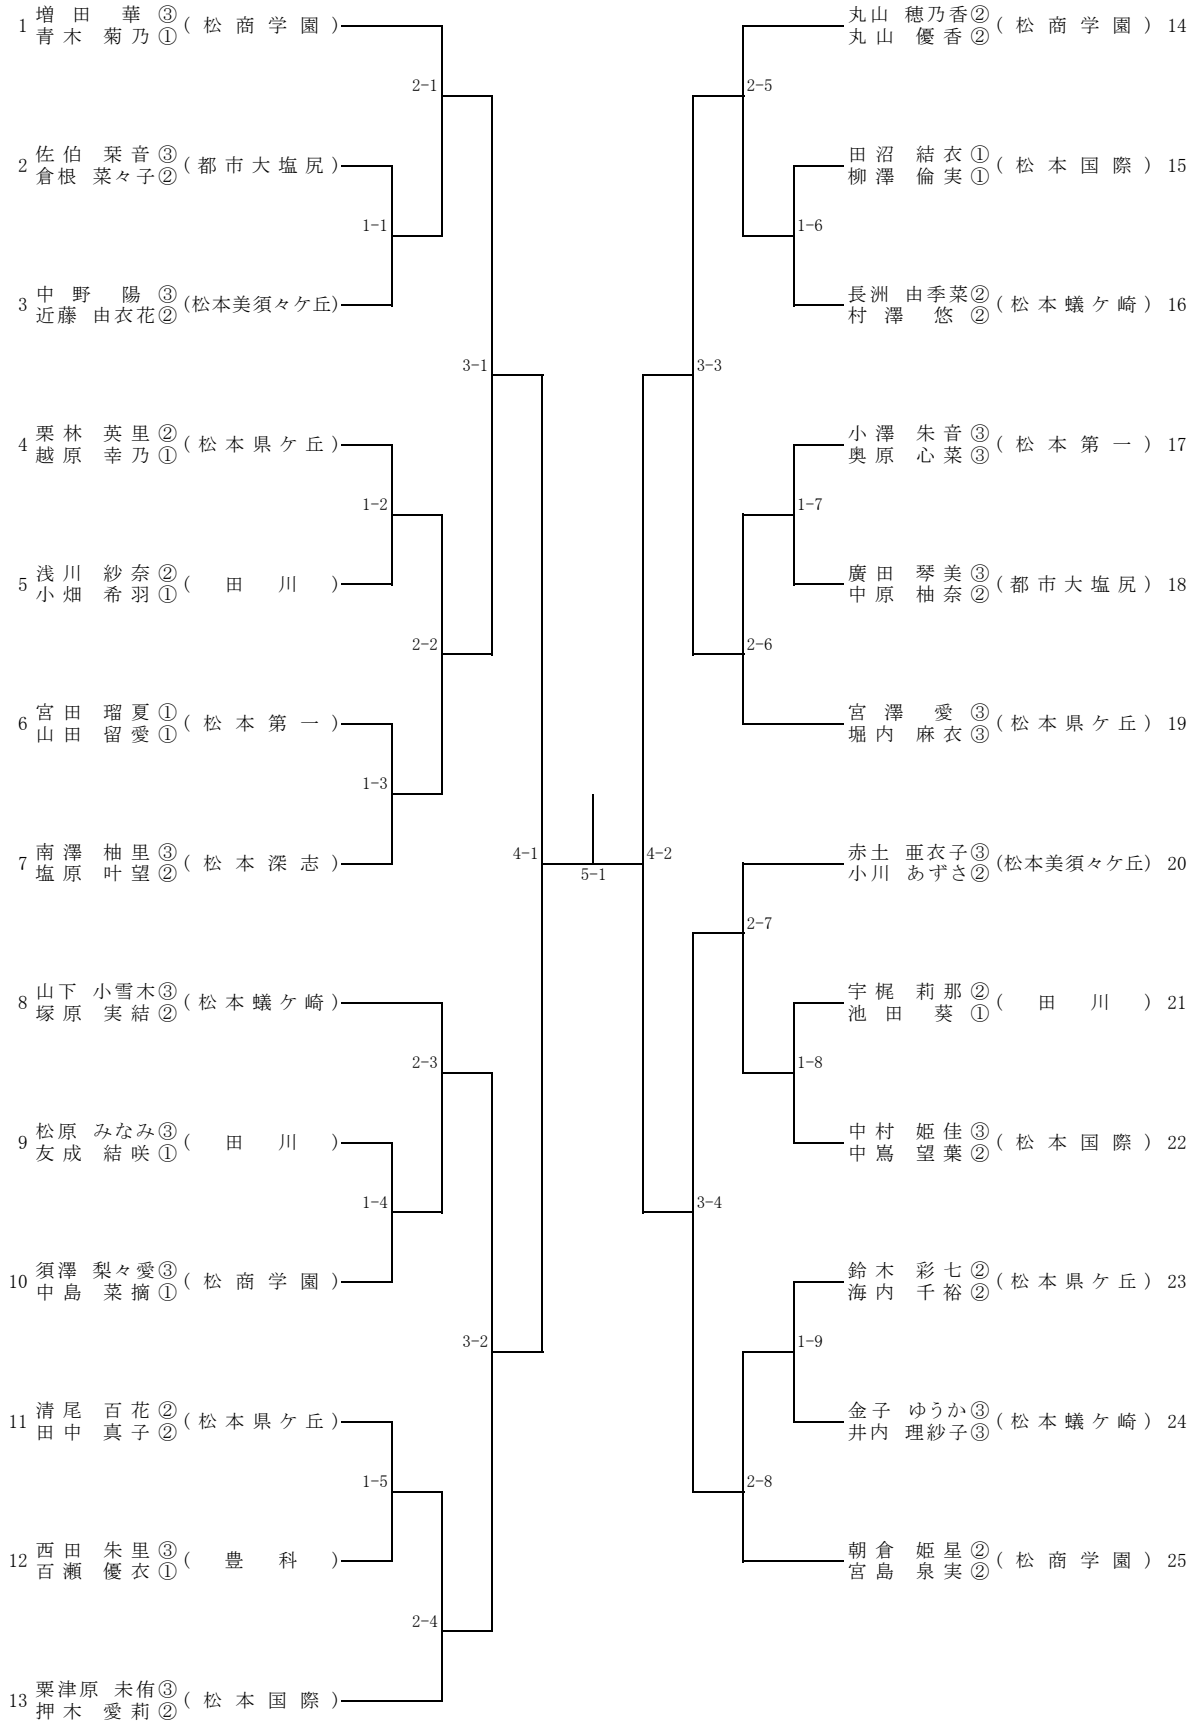 1 増田 華③ (松商学園)
青木 菊乃①
2-1
2 佐伯 栞音③ (都市大塩尻)
倉根 菜々子②
1-1
3 中野 陽③ (松本美須々ケ丘)
近藤 由衣花②
3-1
4 栗林 英里② (松本県ケ丘)
越原 幸乃①
1-2
5 浅川 紗奈② (田川)
小畑 希羽①
2-2
6 宮田 瑠夏① (松本第一)
山田 留愛①
1-3
7 南澤 柚里③ (松本深志)
塩原 叶望②
4-1
8 山下 小雪木③ (松本蟻ケ崎)
塚原 実結②
2-3
9 松原 みなみ③ (田川)
友成 結咲①
1-4
10 須澤 梨々愛③ (松商学園)
中島 菜摘①
3-2
11 清尾 百花② (松本県ケ丘)
田中 真子②
1-5
12 西田 朱里③ (豊科)
百瀬 優衣①
2-4
13 粟津原 未侑③ (松本国際)
押木 愛莉②
5-1
丸山 穂乃香② (松商学園) 14
丸山 優香②
2-5
田沼 結衣① (松本国際) 15
柳澤 倫実①
1-6
長洲 由季菜② (松本蟻ケ崎) 16
村澤 悠②
3-3
小澤 朱音③ (松本第一) 17
奥原 心菜③
1-7
廣田 琴美③ (都市大塩尻) 18
中原 柚奈②
2-6
宮澤 愛③ (松本県ケ丘) 19
堀内 麻衣③
4-2
赤土 亜衣子③ (松本美須々ケ丘) 20
小川 あずさ②
2-7
宇梶 莉那② (田川) 21
池田 葵①
1-8
中村 姫佳③ (松本国際) 22
中嶌 望葉②
3-4
鈴木 彩七② (松本県ケ丘) 23
海内 千裕②
1-9
金子 ゆうか③ (松本蟻ケ崎) 24
井内 理紗子③
2-8
朝倉 姫星② (松商学園) 25
宮島 泉実②